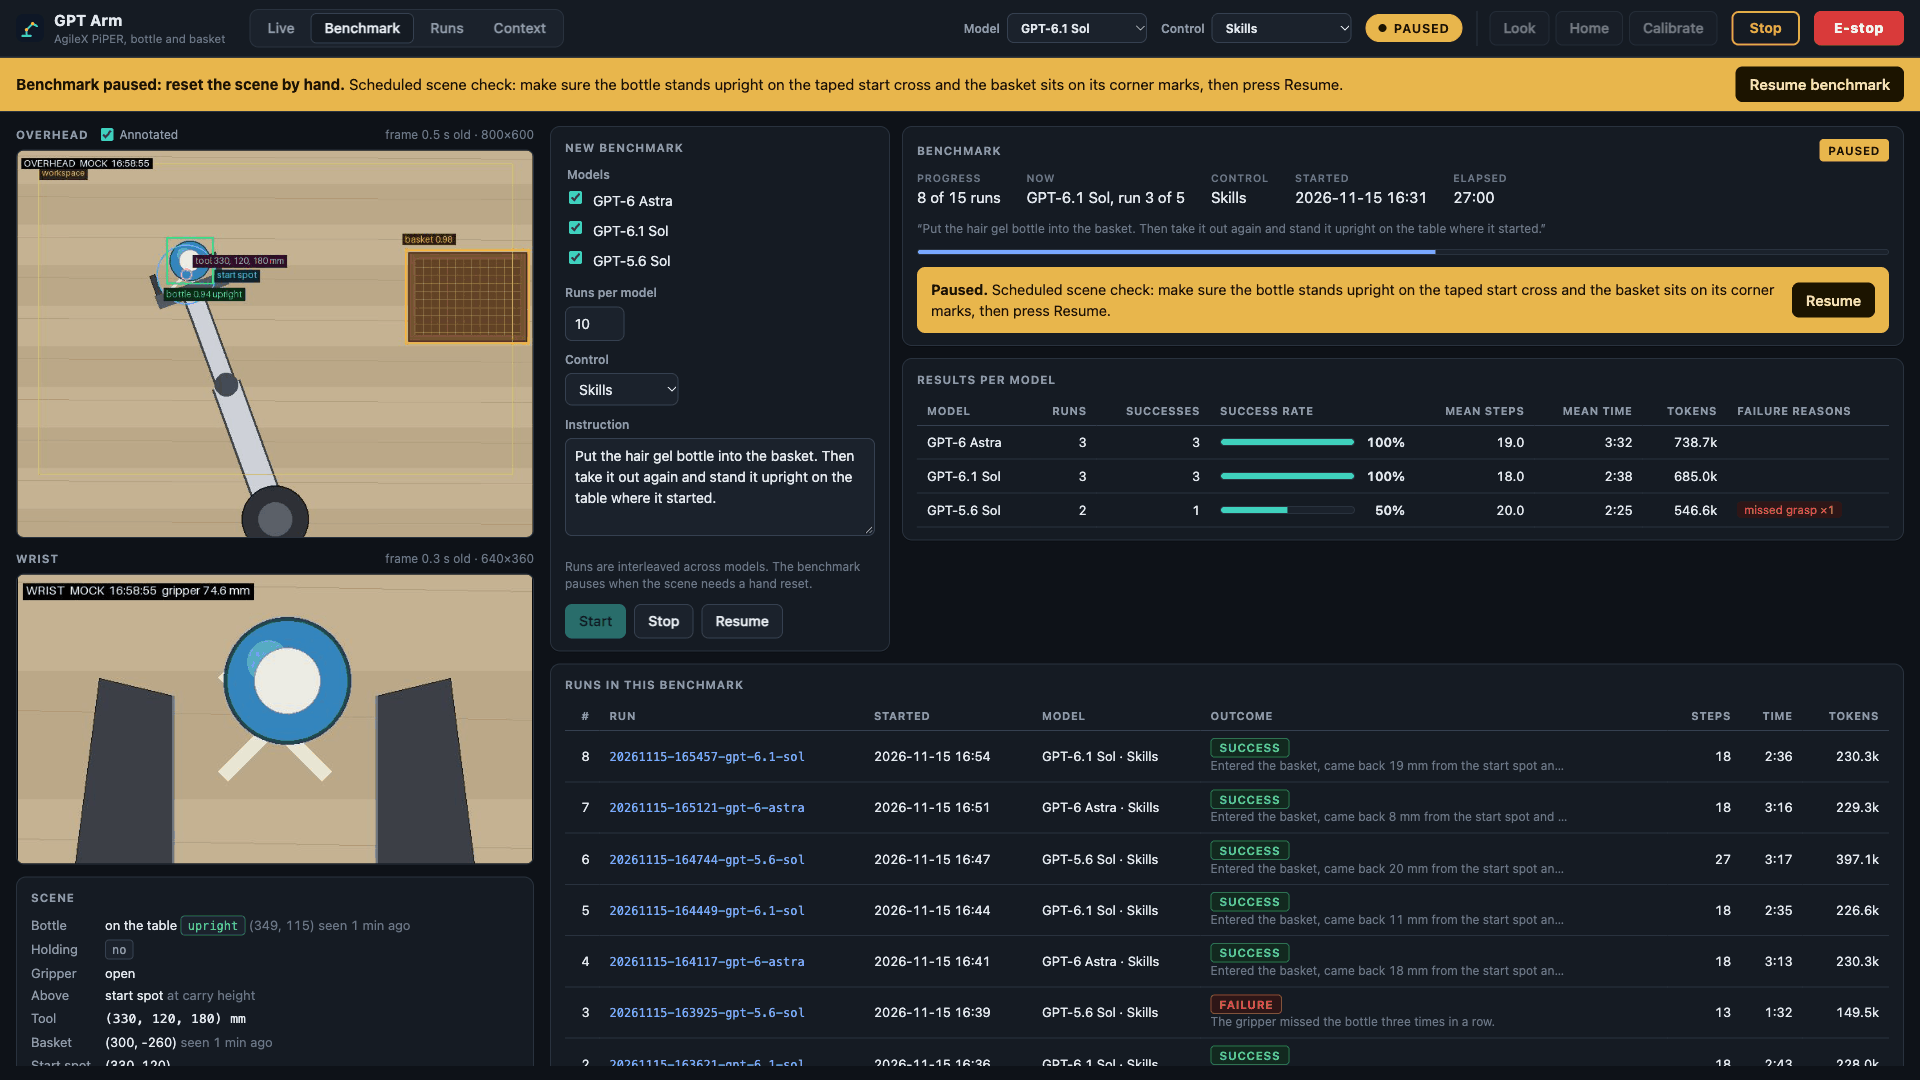 GPT Arm
AgileX PiPER, bottle and basket
Live
Benchmark
Runs
Context
Model
GPT-6.1 Sol
Control
Skills
PAUSED
Look
Home
Calibrate
Stop
E-stop
Benchmark paused: reset the scene by hand. Scheduled scene check: make sure the bottle stands upright on the taped start cross and the basket sits on its corner marks, then press Resume.
Resume benchmark
OVERHEAD
Annotated
frame 0.5 s old · 800×600
OVERHEAD MOCK 16:58:55
workspace
basket 0.98
tool 330, 120, 180 mm
start spot
bottle 0.94 upright
WRIST
frame 0.3 s old · 640×360
WRIST MOCK 16:58:55 gripper 74.6 mm
SCENE
Bottle on the table upright (349, 115) seen 1 min ago
Holding no
Gripper open
Above start spot at carry height
Tool (330, 120, 180) mm
Basket (300, -260) seen 1 min ago
Start spot (330, 120)
NEW BENCHMARK
Models
GPT-6 Astra
GPT-6.1 Sol
GPT-5.6 Sol
Runs per model
10
Control
Skills
Instruction
Put the hair gel bottle into the basket. Then
take it out again and stand it upright on the
table where it started.
Runs are interleaved across models. The benchmark
pauses when the scene needs a hand reset.
Start
Stop
Resume
BENCHMARK
PAUSED
PROGRESS NOW CONTROL STARTED ELAPSED
8 of 15 runs GPT-6.1 Sol, run 3 of 5 Skills 2026-11-15 16:31 27:00
“Put the hair gel bottle into the basket. Then take it out again and stand it upright on the table where it started.”
Paused. Scheduled scene check: make sure the bottle stands upright on the taped start cross and the basket sits on its corner
marks, then press Resume.
Resume
RESULTS PER MODEL
MODEL RUNS SUCCESSES SUCCESS RATE MEAN STEPS MEAN TIME TOKENS FAILURE REASONS
GPT-6 Astra 3 3 100% 19.0 3:32 738.7k
GPT-6.1 Sol 3 3 100% 18.0 2:38 685.0k
GPT-5.6 Sol 2 1 50% 20.0 2:25 546.6k missed grasp ×1
RUNS IN THIS BENCHMARK
# RUN STARTED MODEL OUTCOME STEPS TIME TOKENS
8 20261115-165457-gpt-6.1-sol 2026-11-15 16:54 GPT-6.1 Sol · Skills SUCCESS 18 2:36 230.3k
Entered the basket, came back 19 mm from the start spot an...
7 20261115-165121-gpt-6-astra 2026-11-15 16:51 GPT-6 Astra · Skills SUCCESS 18 3:16 229.3k
Entered the basket, came back 8 mm from the start spot and ...
6 20261115-164744-gpt-5.6-sol 2026-11-15 16:47 GPT-5.6 Sol · Skills SUCCESS 27 3:17 397.1k
Entered the basket, came back 20 mm from the start spot an...
5 20261115-164449-gpt-6.1-sol 2026-11-15 16:44 GPT-6.1 Sol · Skills SUCCESS 18 2:35 226.6k
Entered the basket, came back 11 mm from the start spot an...
4 20261115-164117-gpt-6-astra 2026-11-15 16:41 GPT-6 Astra · Skills SUCCESS 18 3:13 230.3k
Entered the basket, came back 18 mm from the start spot an...
3 20261115-163925-gpt-5.6-sol 2026-11-15 16:39 GPT-5.6 Sol · Skills FAILURE 13 1:32 149.5k
The gripper missed the bottle three times in a row.
2 20261115-163621-gpt-6.1-sol 2026-11-15 16:36 GPT-6.1 Sol · Skills SUCCESS 18 2:43 228.0k